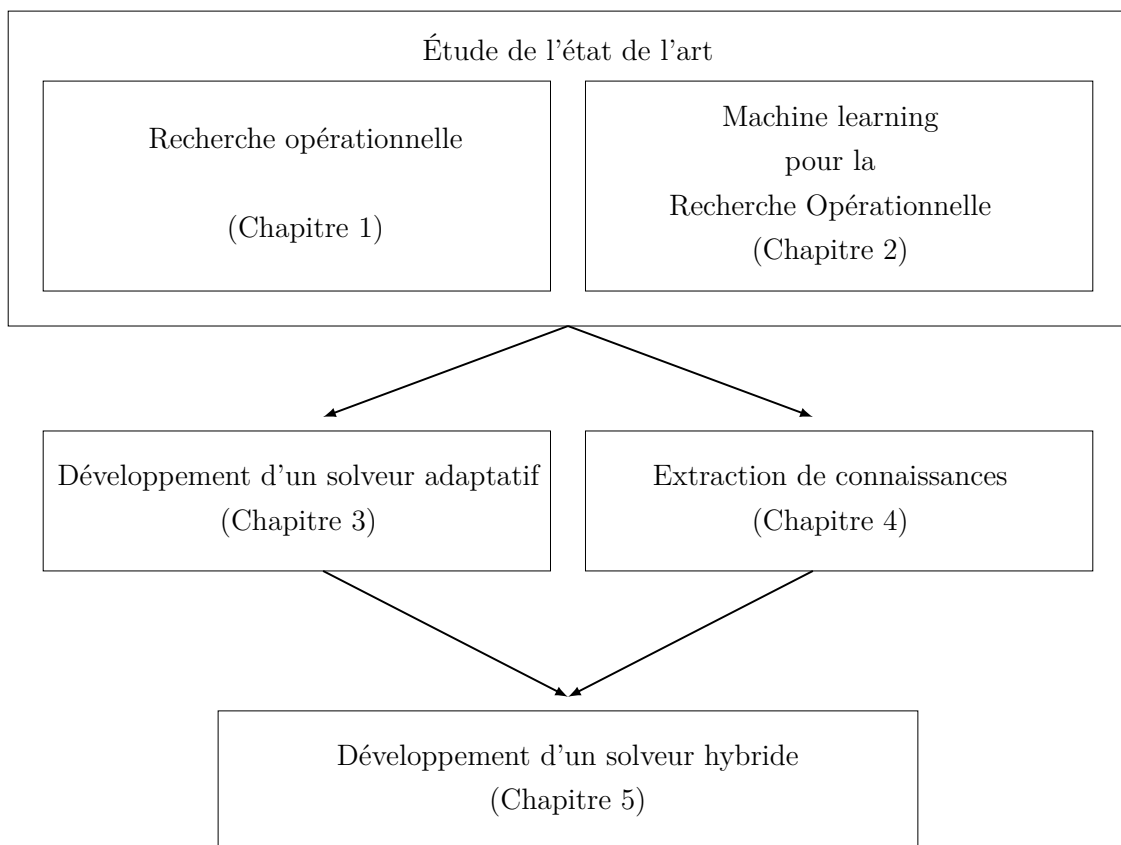 Étude de l'état de l'art
Recherche opérationnelle
(Chapitre 1)
Machine learning
pour la
Recherche Opérationnelle
(Chapitre 2)
Développement d'un solveur adaptatif
(Chapitre 3)
Extraction de connaissances
(Chapitre 4)
Développement d'un solveur hybride
(Chapitre 5)